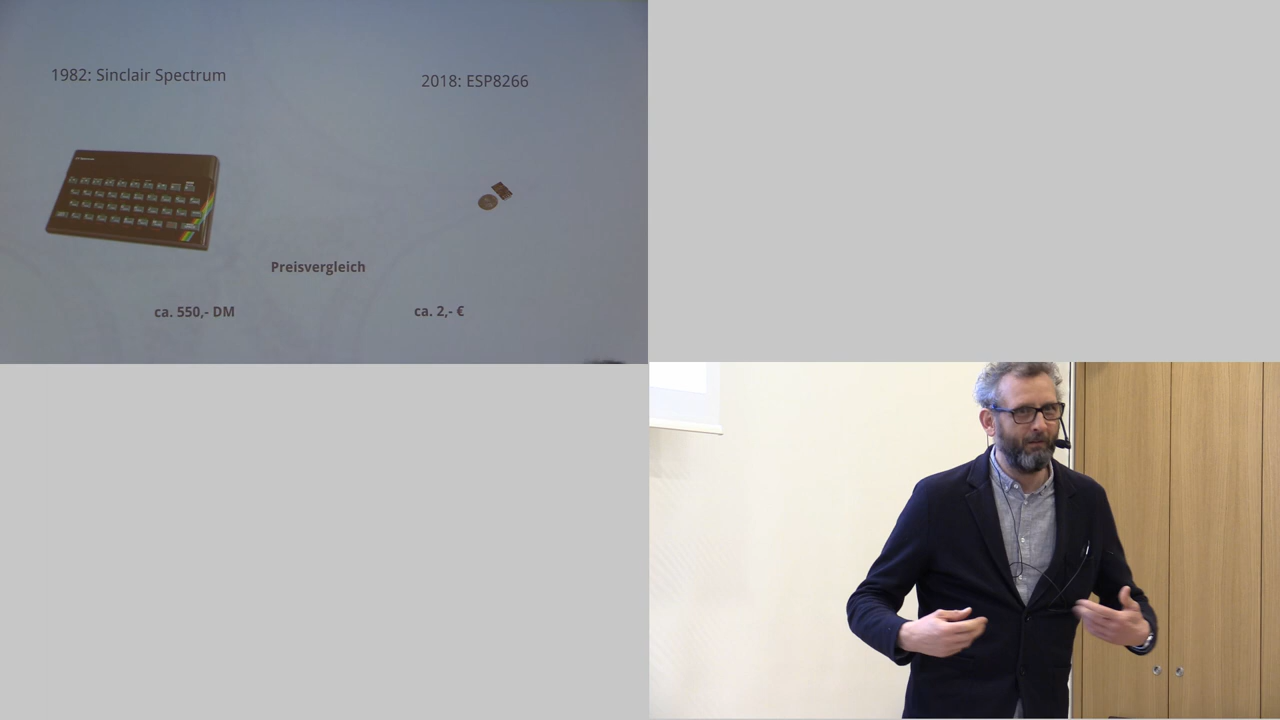 1982: Sinclair Spectrum
2018: ESP8266
Preisvergleich
ca. 550,- DM
ca. 2,- €